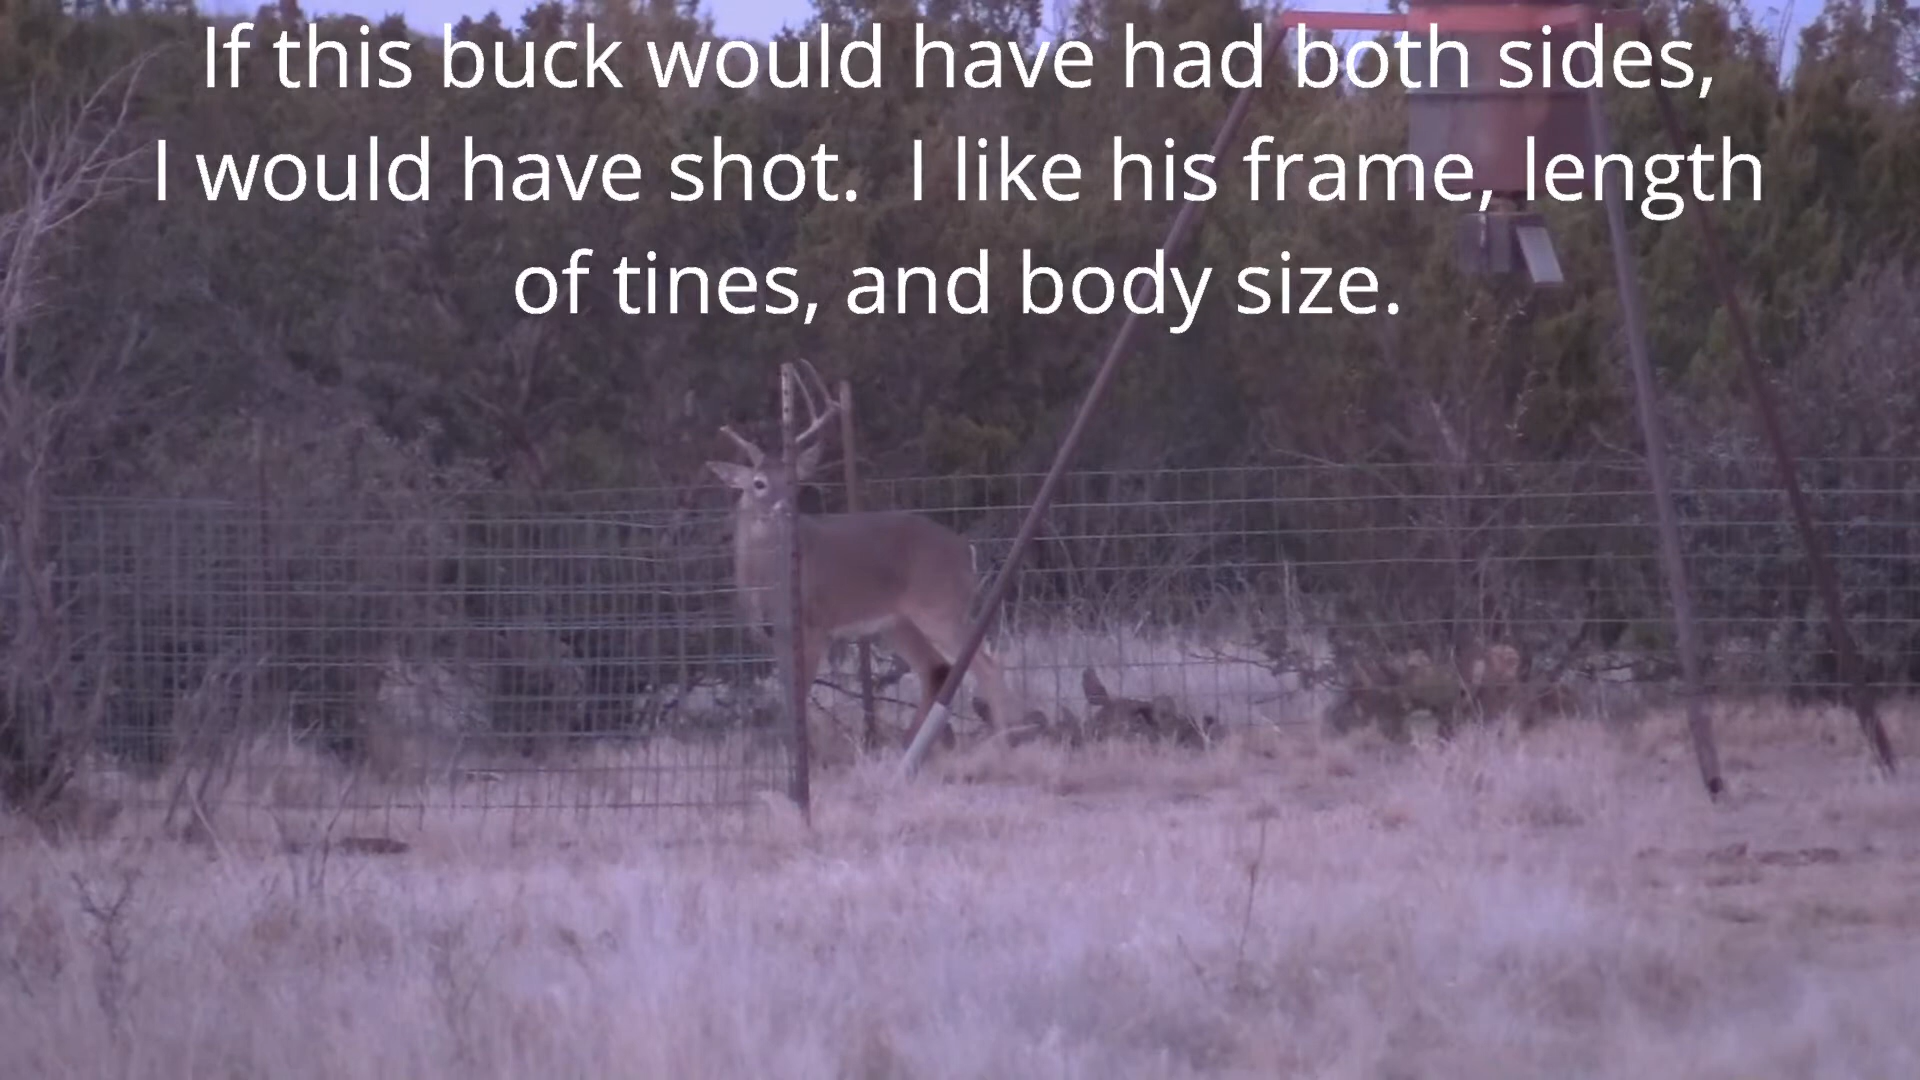 If this buck would have had both sides,
I would have shot.  I like his frame, length
of tines, and body size.